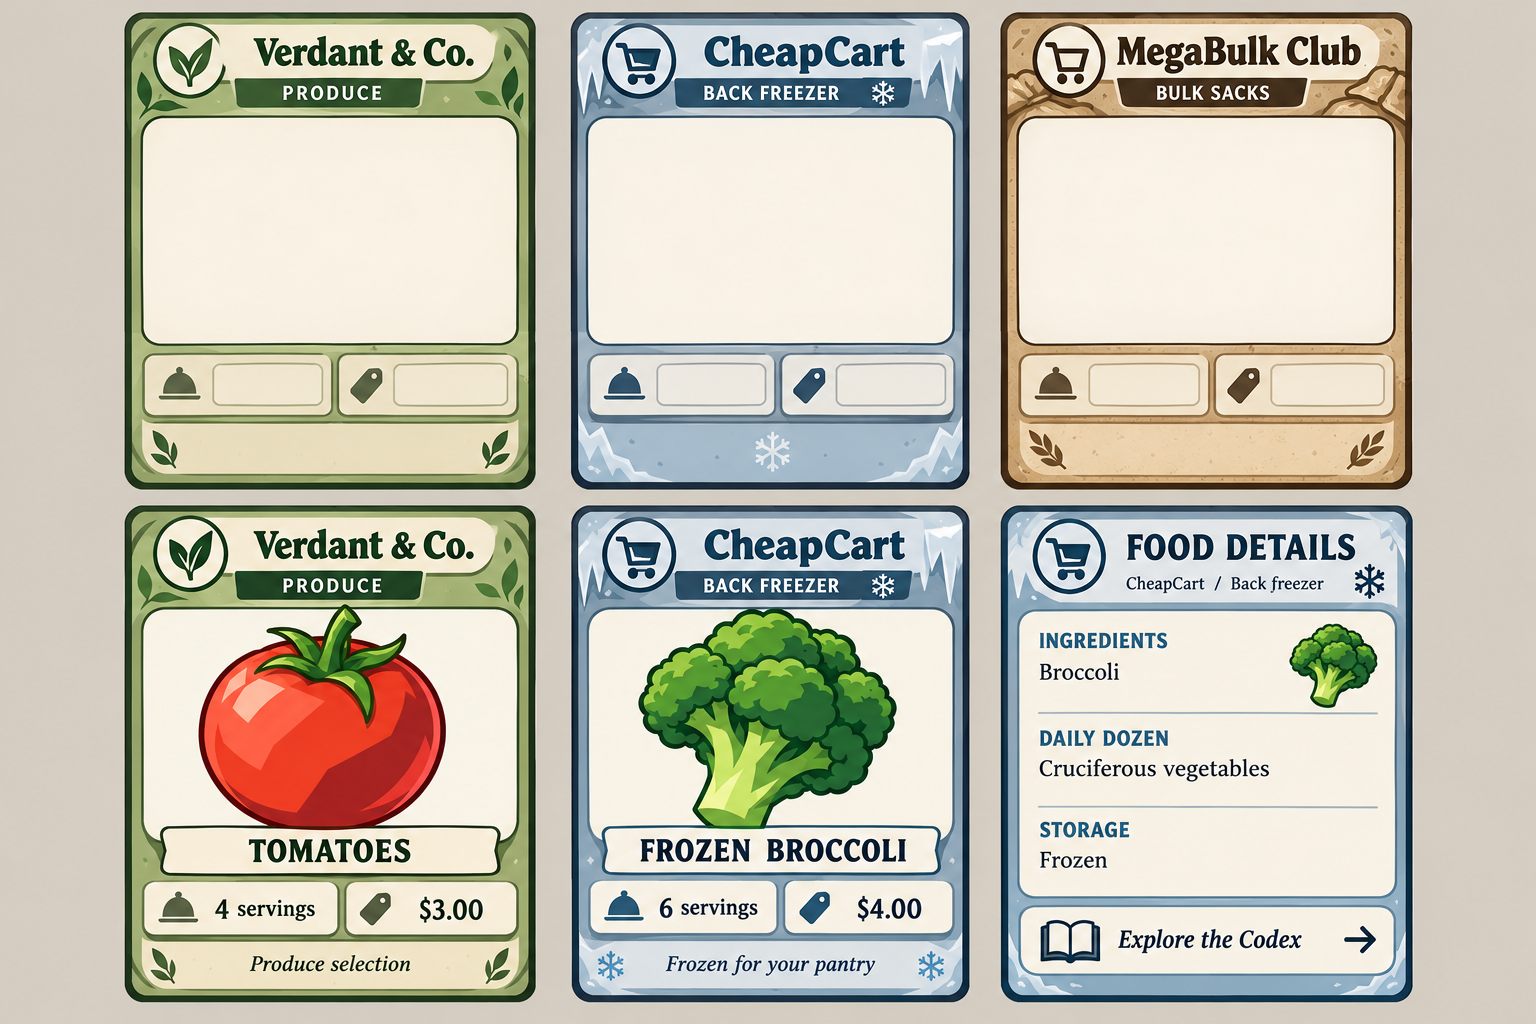 Verdant & Co.
PRODUCE
CheapCart
BACK FREEZER
MegaBulk Club
BULK SACKS
Verdant & Co.
PRODUCE
TOMATOES
4 servings
$3.00
Produce selection
CheapCart
BACK FREEZER
FROZEN BROCCOLI
6 servings
$4.00
Frozen for your pantry
FOOD DETAILS
CheapCart / Back freezer
INGREDIENTS
Broccoli
DAILY DOZEN
Cruciferous vegetables
STORAGE
Frozen
Explore the Codex